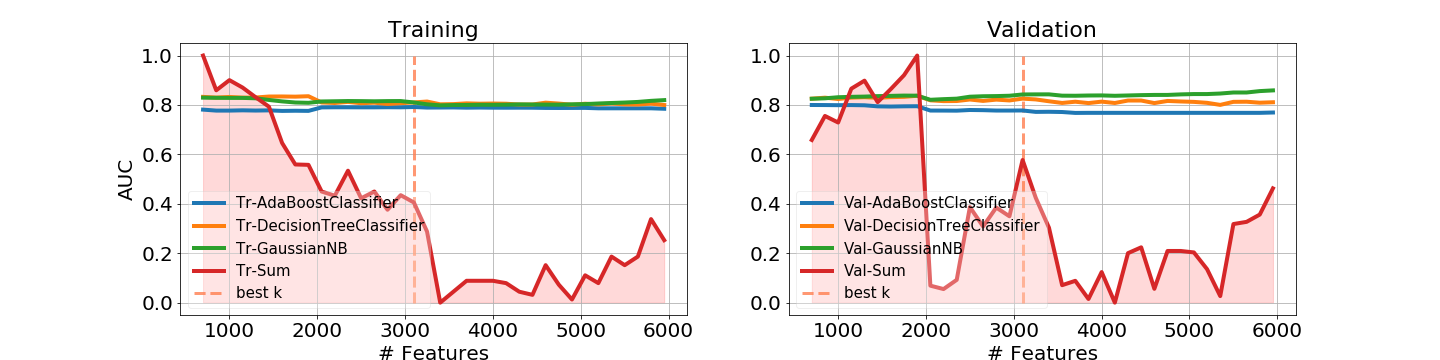 Training
1.0
0.8
0.6
0.4
0.2
0.0
AUC
Tr-AdaBoostClassifier
Tr-DecisionTreeClassifier
Tr-GaussianNB
Tr-Sum
best k
1000 2000 3000 4000 5000 6000
# Features
Validation
1.0
0.8
0.6
0.4
0.2
0.0
Val-AdaBoostClassifier
Val-DecisionTreeClassifier
Val-GaussianNB
Val-Sum
best k
1000 2000 3000 4000 5000 6000
# Features